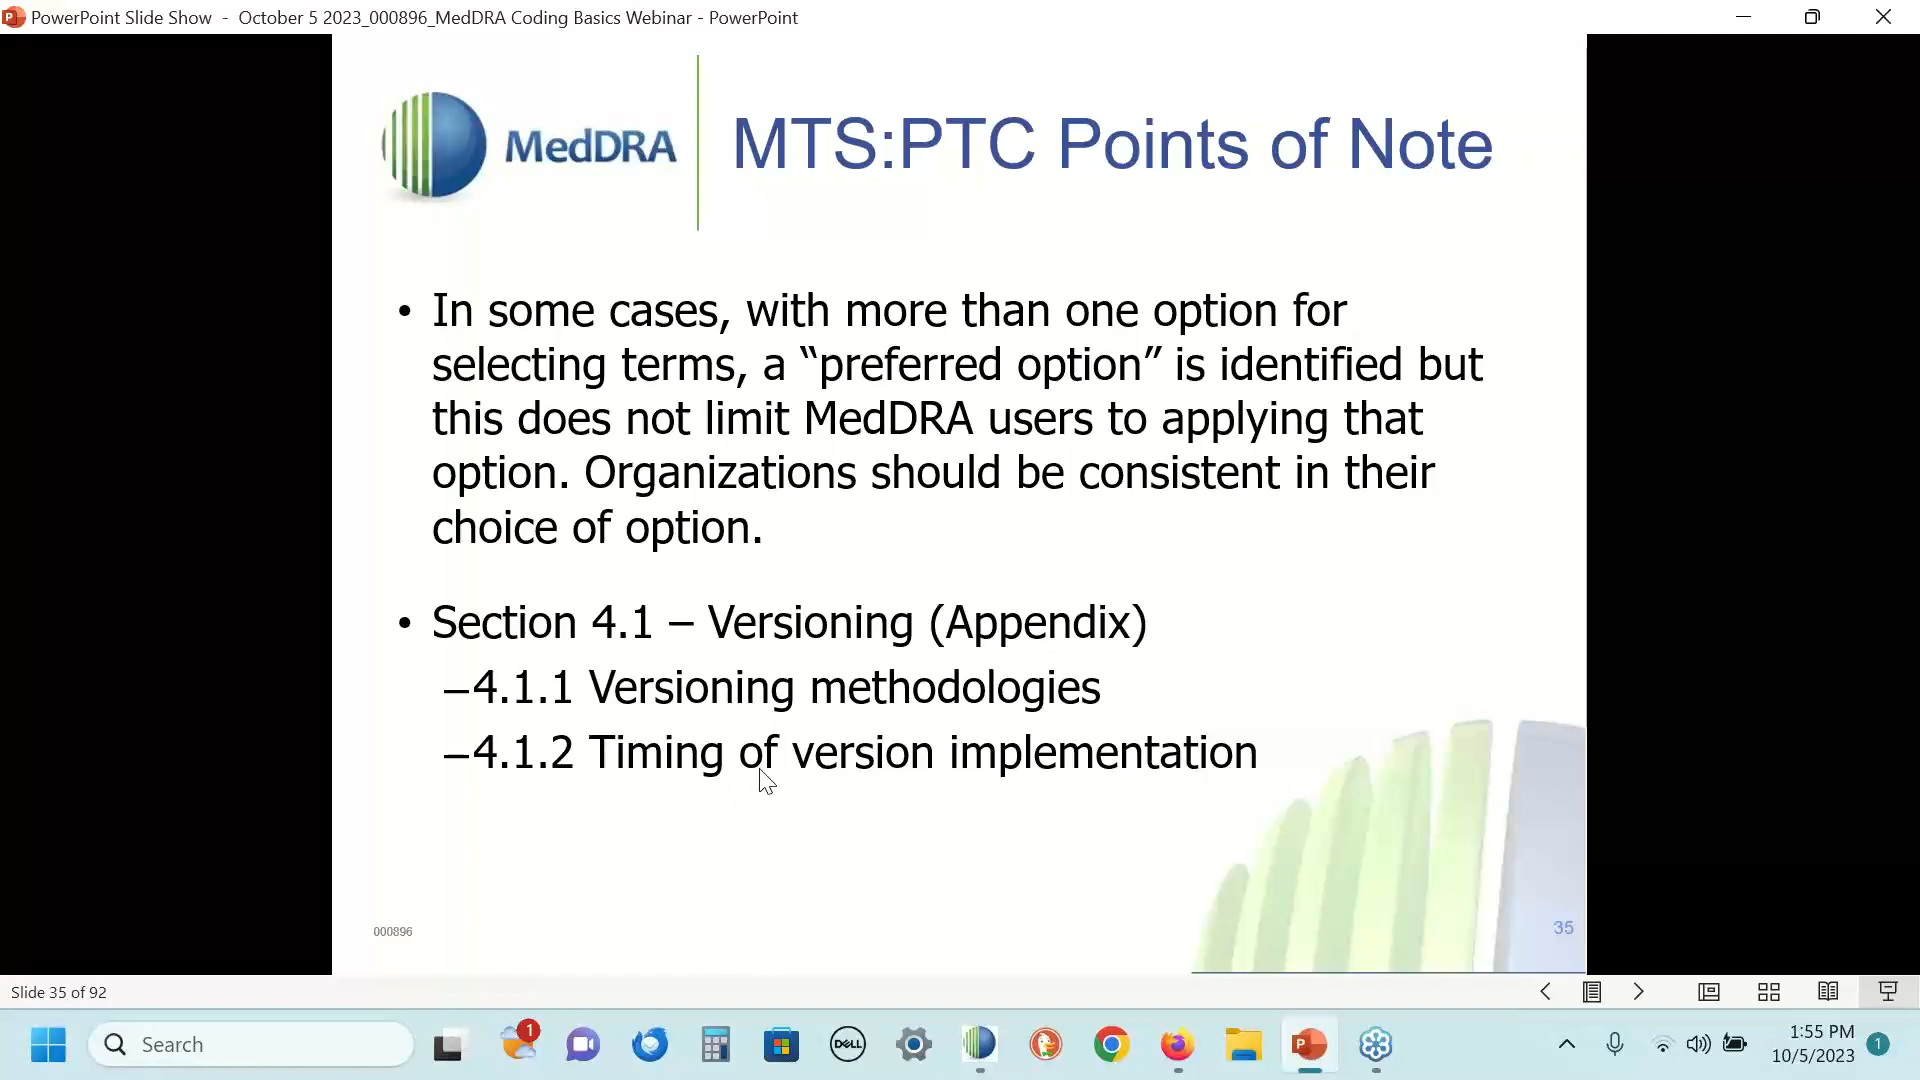 PowerPoint Slide Show - October 5 2023_000896_MedDRA Coding Basics Webinar - PowerPoint
MedDRA
MTS:PTC Points of Note
• In some cases, with more than one option for
selecting terms, a “preferred option” is identified but
this does not limit MedDRA users to applying that
option. Organizations should be consistent in their
choice of option.
• Section 4.1 – Versioning (Appendix)
–4.1.1 Versioning methodologies
–4.1.2 Timing of version implementation
000896
35
Slide 35 of 92
Search
1
DELL
1:55 PM
10/5/2023
1